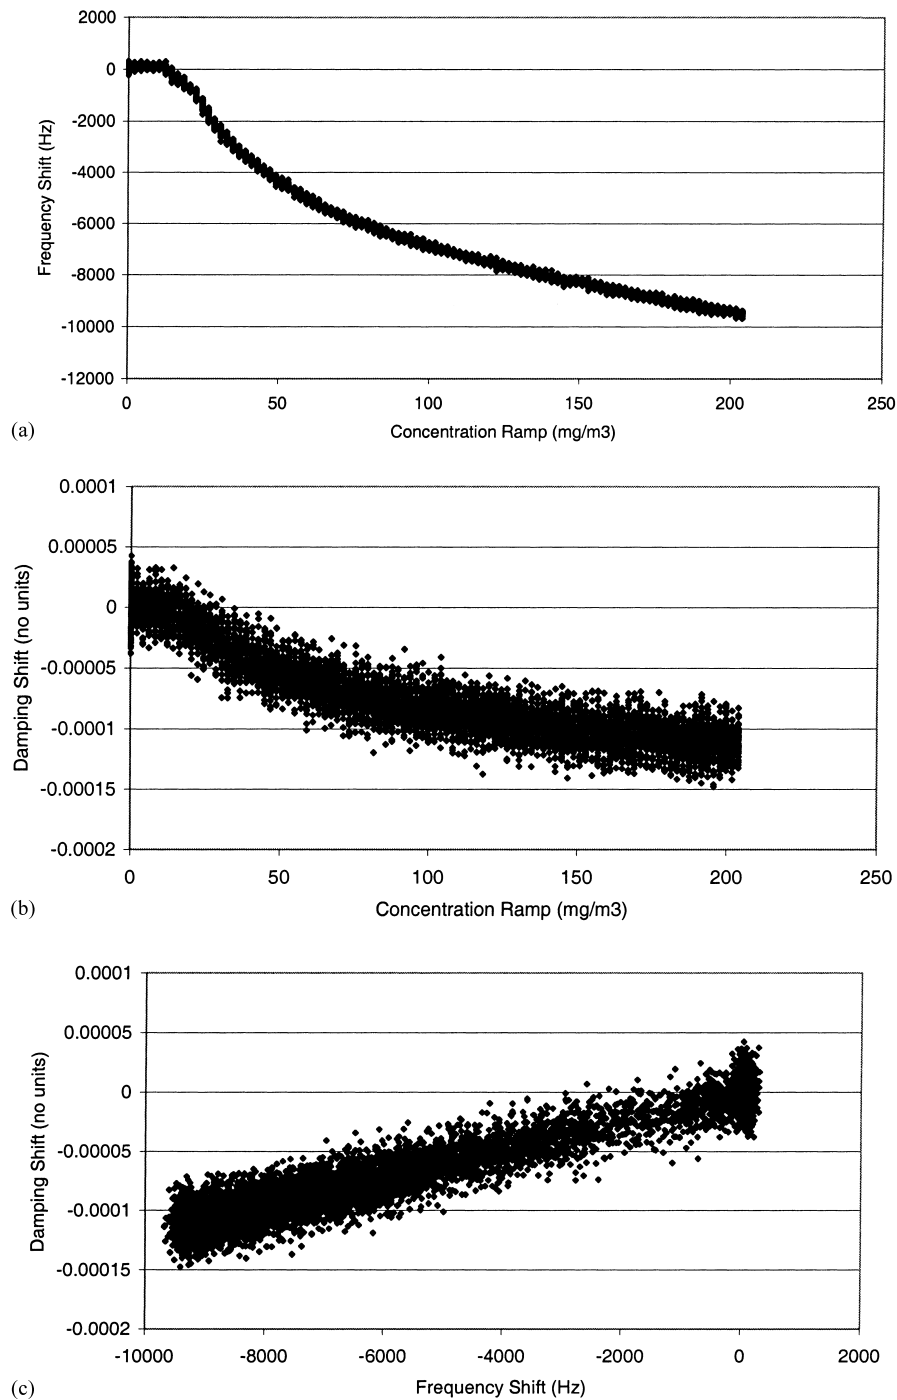 2000
0
-2000
-4000
-6000
-8000
-10000
-12000
Frequency Shift (Hz)
0 50 100 150 200 250
Concentration Ramp (mg/m3)
(a)
0.0001
0.00005
0
-0.00005
-0.0001
-0.00015
-0.0002
Damping Shift (no units)
0 50 100 150 200 250
Concentration Ramp (mg/m3)
(b)
0.0001
0.00005
0
-0.00005
-0.0001
-0.00015
-0.0002
Damping Shift (no units)
-10000 -8000 -6000 -4000 -2000 0 2000
Frequency Shift (Hz)
(c)